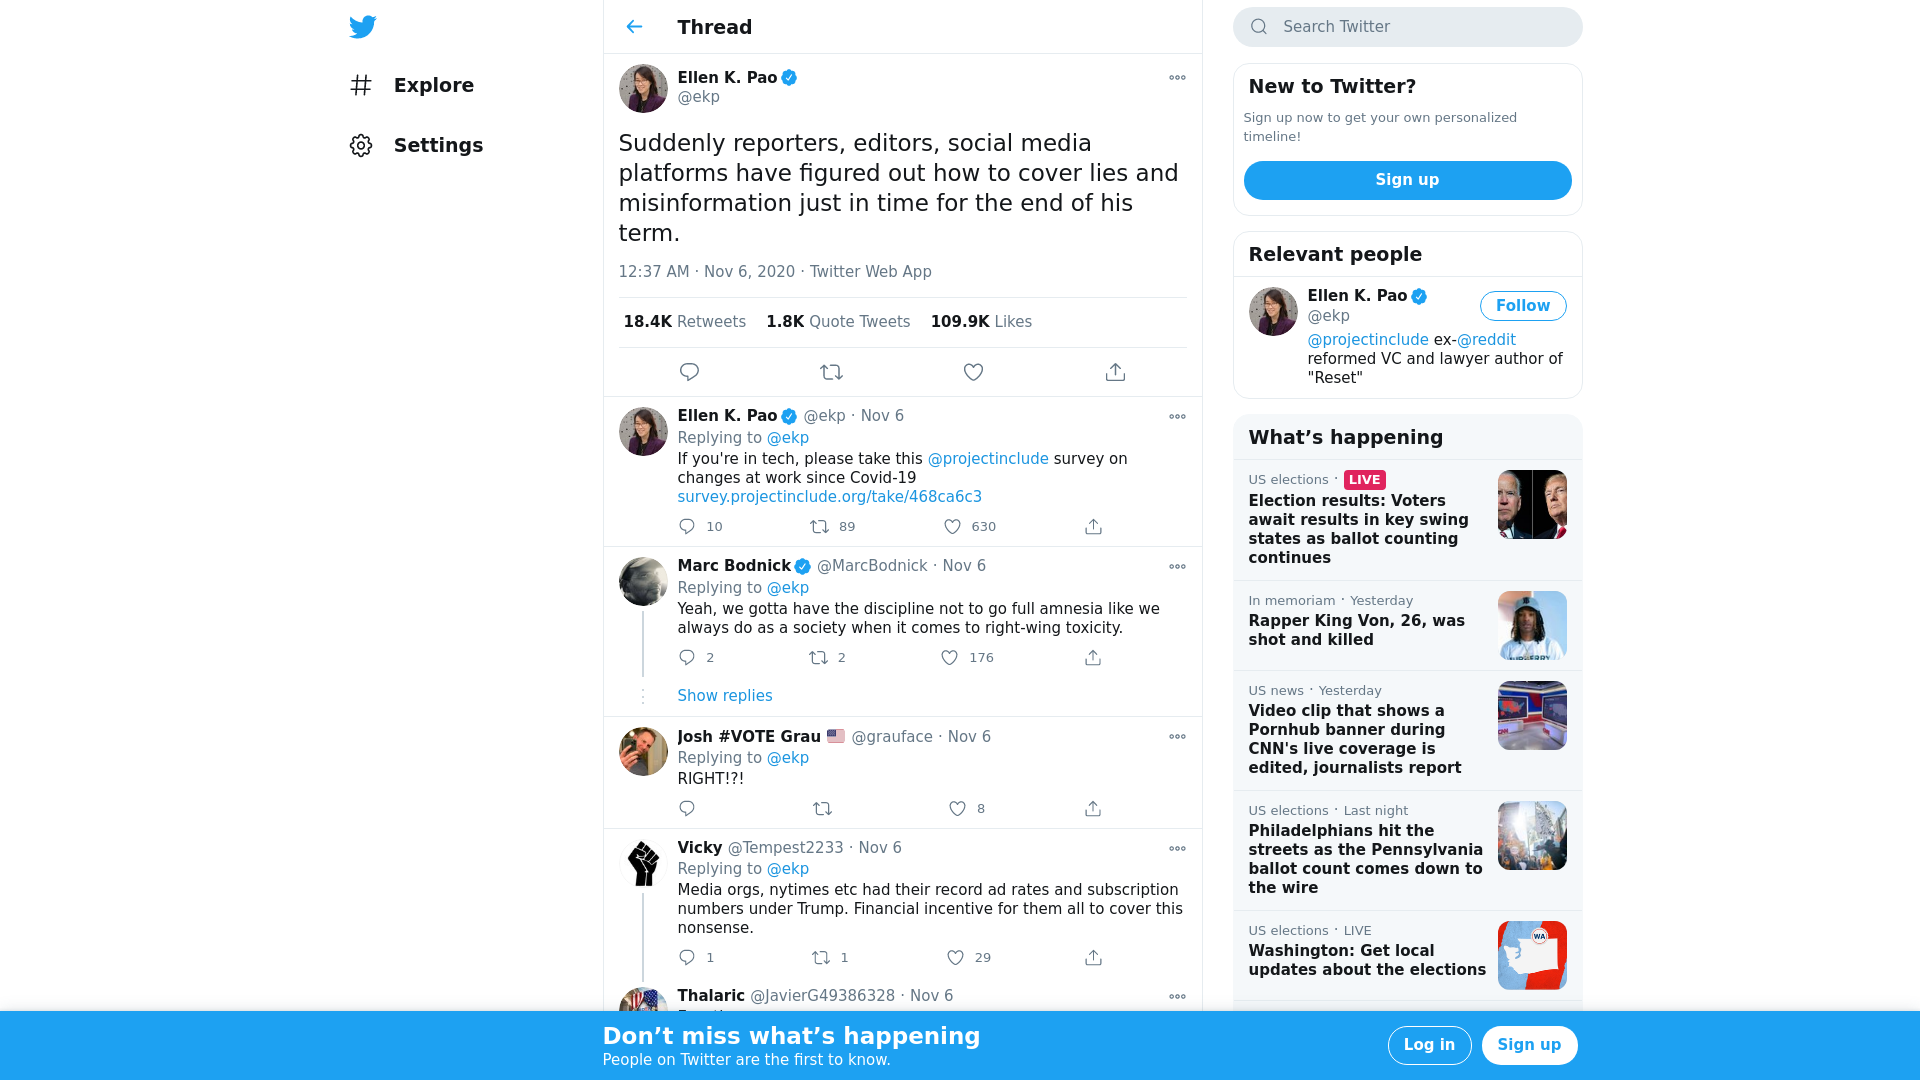 Explore
Settings
Thread
Ellen K. Pao
@ekp
Suddenly reporters, editors, social media
platforms have figured out how to cover lies and
misinformation just in time for the end of his
term.
12:37 AM · Nov 6, 2020 · Twitter Web App
18.4K Retweets 1.8K Quote Tweets 109.9K Likes
Ellen K. Pao @ekp · Nov 6
Replying to @ekp
If you're in tech, please take this @projectinclude survey on
changes at work since Covid-19
survey.projectinclude.org/take/468ca6c3
10 89 630
Marc Bodnick @MarcBodnick · Nov 6
Replying to @ekp
Yeah, we gotta have the discipline not to go full amnesia like we
always do as a society when it comes to right-wing toxicity.
2 2 176
Show replies
Josh #VOTE Grau @grauface · Nov 6
Replying to @ekp
RIGHT!?!
8
Vicky @Tempest2233 · Nov 6
Replying to @ekp
Media orgs, nytimes etc had their record ad rates and subscription
numbers under Trump. Financial incentive for them all to cover this
nonsense.
1 1 29
Thalaric @JavierG49386328 · Nov 6
Search Twitter
New to Twitter?
Sign up now to get your own personalized
timeline!
Sign up
Relevant people
Ellen K. Pao
@ekp
Follow
@projectinclude ex-@reddit
reformed VC and lawyer author of
"Reset"
What’s happening
US elections · LIVE
Election results: Voters
await results in key swing
states as ballot counting
continues
In memoriam · Yesterday
Rapper King Von, 26, was
shot and killed
US news · Yesterday
Video clip that shows a
Pornhub banner during
CNN's live coverage is
edited, journalists report
US elections · Last night
Philadelphians hit the
streets as the Pennsylvania
ballot count comes down to
the wire
US elections · LIVE
Washington: Get local
updates about the elections
WA
Don’t miss what’s happening
People on Twitter are the first to know.
Log in
Sign up